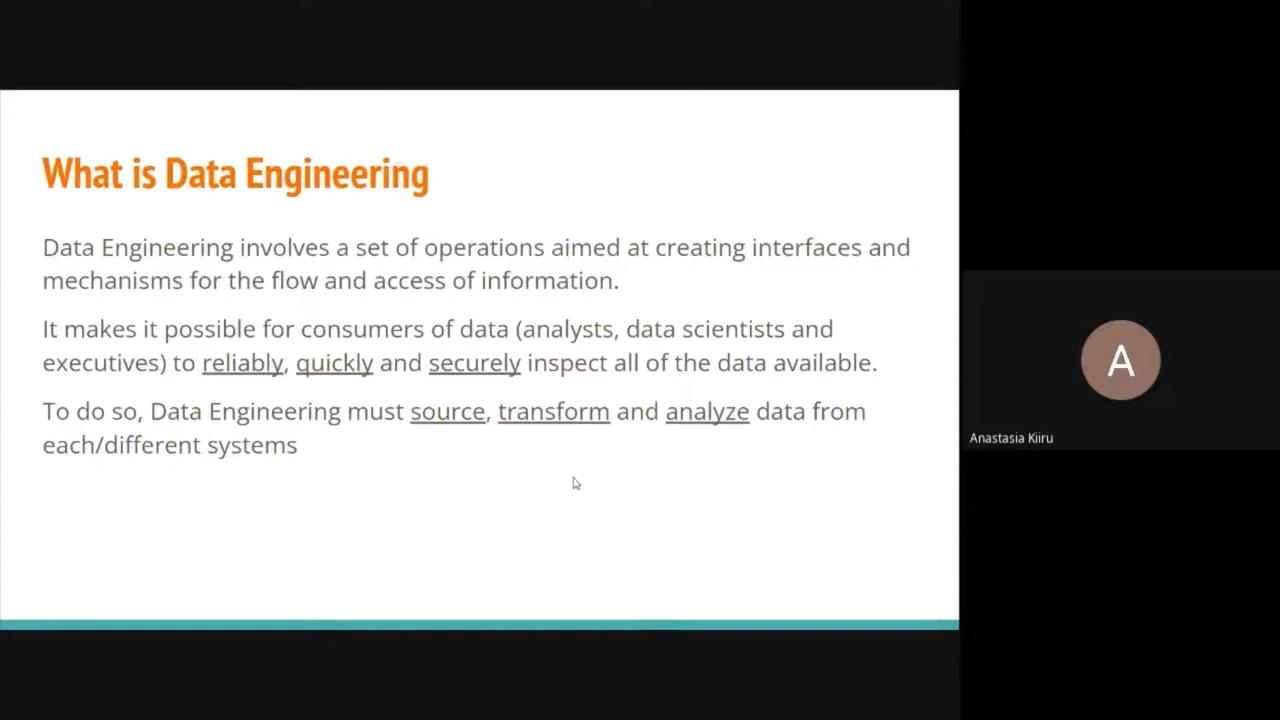 What is Data Engineering
Data Engineering involves a set of operations aimed at creating interfaces and
mechanisms for the flow and access of information.
It makes it possible for consumers of data (analysts, data scientists and
executives) to reliably, quickly and securely inspect all of the data available.
To do so, Data Engineering must source, transform and analyze data from
each/different systems
A
Anastasia Kiiru